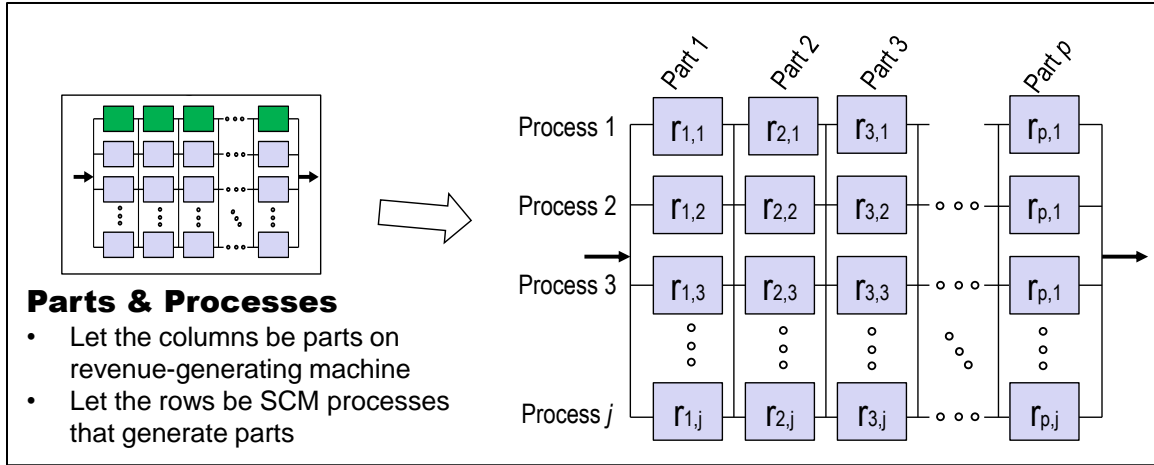 Part 1
Part 2
Part 3
Part p
Process 1
r1,1
r2,1
r3,1
rp,1
Process 2
r1,2
r2,2
r3,2
rp,1
Process 3
r1,3
r2,3
r3,3
rp,1
Process j
r1,j
r2,j
r3,j
rp,j
Parts & Processes
• Let the columns be parts on
revenue-generating machine
• Let the rows be SCM processes
that generate parts